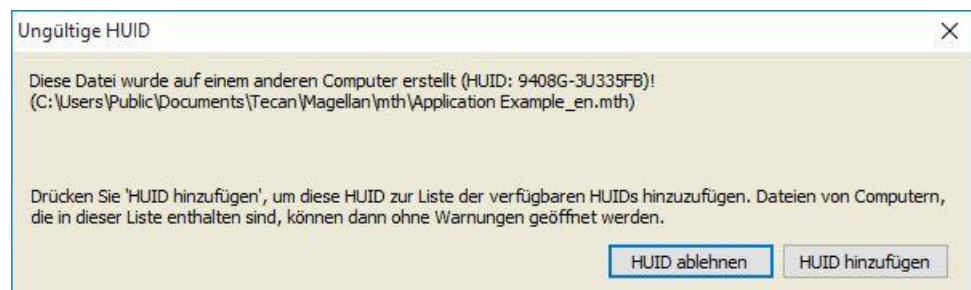 Ungültige HUID
Diese Datei wurde auf einem anderen Computer erstellt (HUID: 9408G-3U335FB)!
(C:\Users\Public\Documents\Tecan\Magellan\mth\Application Example_en.mth)
Drücken Sie 'HUID hinzufügen', um diese HUID zur Liste der verfügbaren HUIDs hinzuzufügen. Dateien von Computern,
die in dieser Liste enthalten sind, können dann ohne Warnungen geöffnet werden.
HUID ablehnen HUID hinzufügen